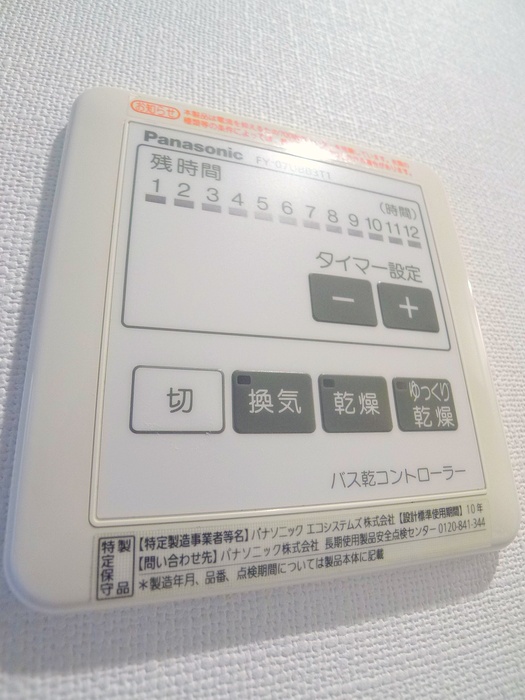 お知らせ
Panasonic
残時間
(時間)
1 2 3 4 5 6 7 8 9 10 11 12
タイマー設定
− +
切
換気
乾燥
ゆっくり
乾燥
バス乾コントローラー
特定保守製品
【特定製造事業者等名】パナソニック エコシステムズ株式会社【設計標準使用期間】10年
【問い合わせ先】パナソニック株式会社 長期使用製品安全点検センター 0120-841-344
*製造年月、品番、点検期間については製品本体に記載